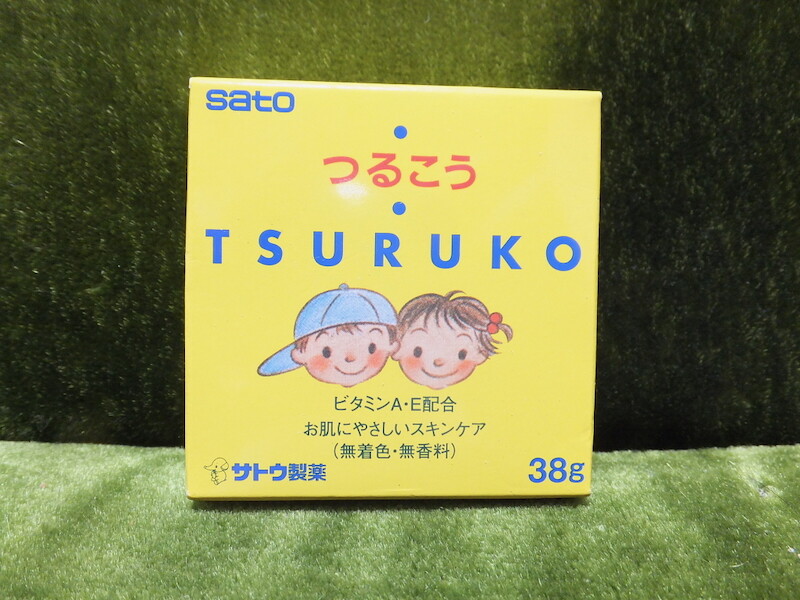 sato
つるこう
TSURUKO
ビタミンA・E配合
お肌にやさしいスキンケア
(無着色・無香料)
サトウ製薬
38g